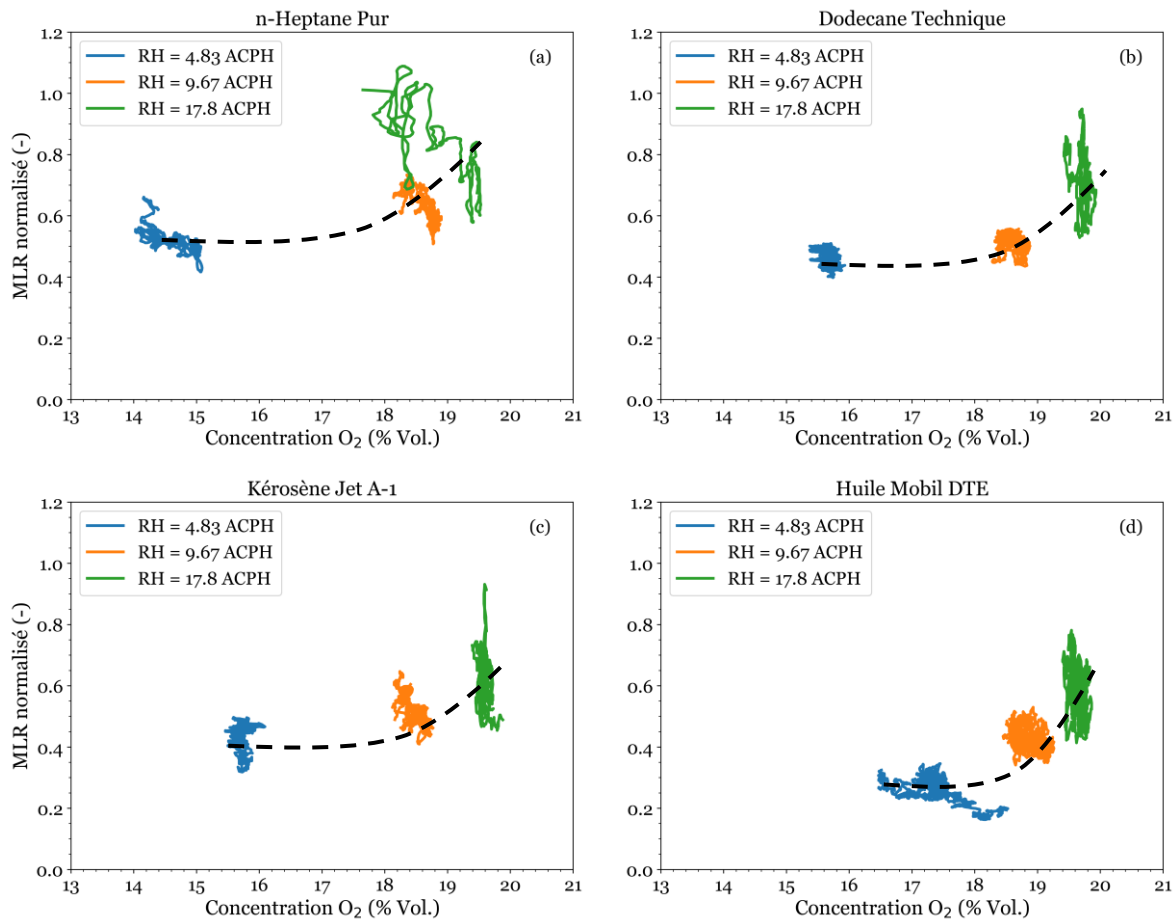 n-Heptane Pur
MLR normalisé (-)
1.2
1.0
0.8
0.6
0.4
0.2
0.0
RH = 4.83 ACPH
RH = 9.67 ACPH
RH = 17.8 ACPH
(a)
13 14 15 16 17 18 19 20 21
Concentration O₂ (% Vol.)
Dodecane Technique
1.2
1.0
0.8
0.6
0.4
0.2
0.0
RH = 4.83 ACPH
RH = 9.67 ACPH
RH = 17.8 ACPH
(b)
13 14 15 16 17 18 19 20 21
Concentration O₂ (% Vol.)
Kérosène Jet A-1
MLR normalisé (-)
1.2
1.0
0.8
0.6
0.4
0.2
0.0
RH = 4.83 ACPH
RH = 9.67 ACPH
RH = 17.8 ACPH
(c)
13 14 15 16 17 18 19 20 21
Concentration O₂ (% Vol.)
Huile Mobil DTE
1.2
1.0
0.8
0.6
0.4
0.2
0.0
RH = 4.83 ACPH
RH = 9.67 ACPH
RH = 17.8 ACPH
(d)
13 14 15 16 17 18 19 20 21
Concentration O₂ (% Vol.)